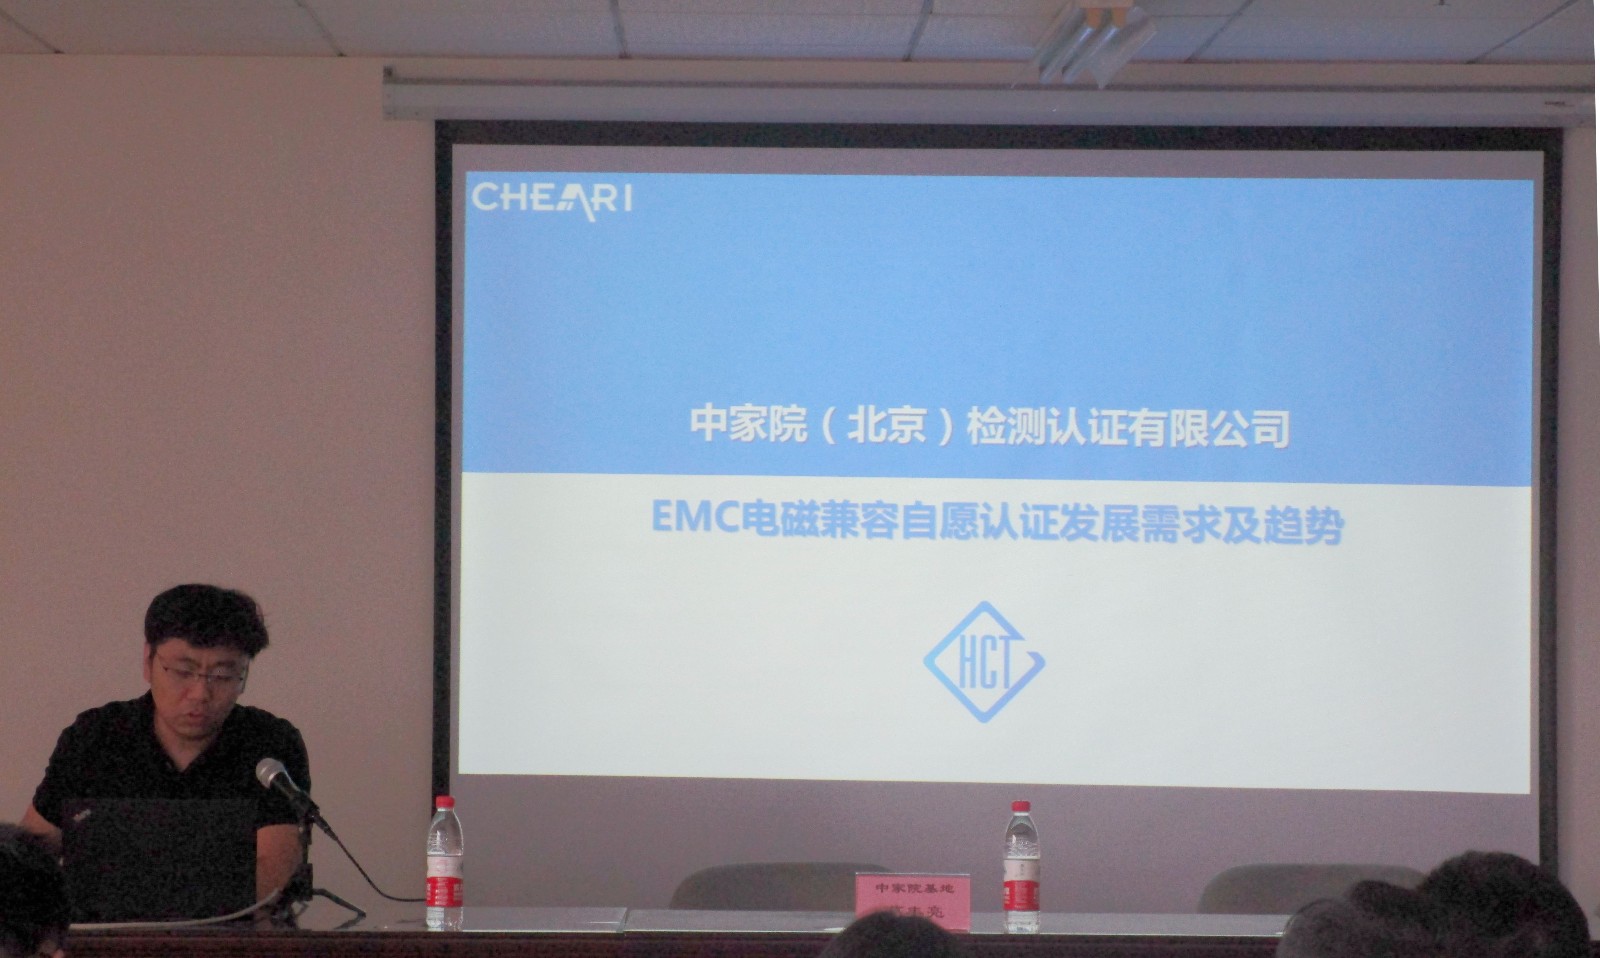 CHEARI
中家院（北京）检测认证有限公司
EMC电磁兼容自愿认证发展需求及趋势
HCT
中家院基地